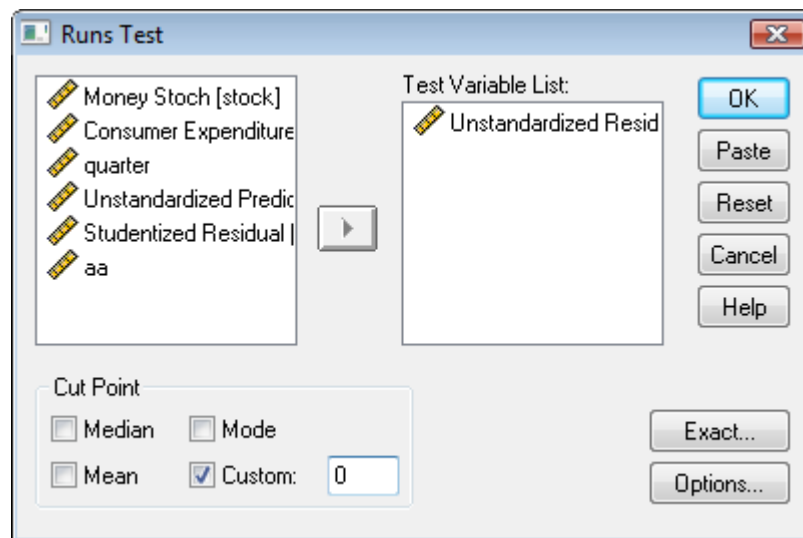 Runs Test
Money Stoch [stock]
Consumer Expenditure
quarter
Unstandardized Predic
Studentized Residual [
aa
Test Variable List:
Unstandardized Resid
OK
Paste
Reset
Cancel
Help
Cut Point
Median
Mode
Mean
Custom:
0
Exact...
Options...